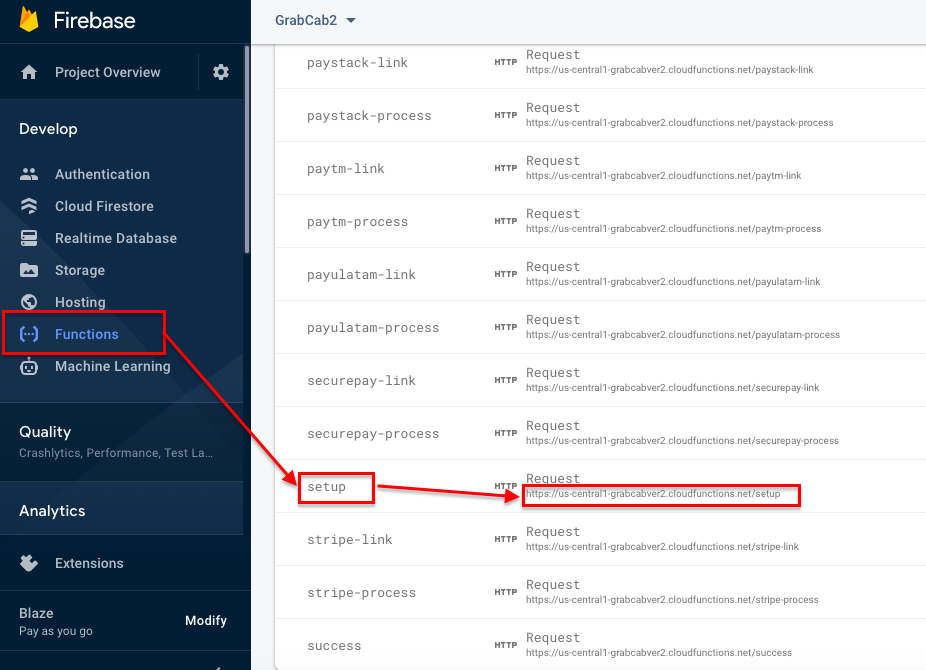 Firebase
Project Overview
Develop
Authentication
Cloud Firestore
Realtime Database
Storage
Hosting
Functions
Machine Learning
Quality
Crashlytics, Performance, Test La...
Analytics
Extensions
Blaze
Pay as you go
Modify
GrabCab2
paystack-link HTTP Request
https://us-central1-grabcabver2.cloudfunctions.net/paystack-link
paystack-process HTTP Request
https://us-central1-grabcabver2.cloudfunctions.net/paystack-process
paytm-link HTTP Request
https://us-central1-grabcabver2.cloudfunctions.net/paytm-link
paytm-process HTTP Request
https://us-central1-grabcabver2.cloudfunctions.net/paytm-process
payulatam-link HTTP Request
https://us-central1-grabcabver2.cloudfunctions.net/payulatam-link
payulatam-process HTTP Request
https://us-central1-grabcabver2.cloudfunctions.net/payulatam-process
securepay-link HTTP Request
https://us-central1-grabcabver2.cloudfunctions.net/securepay-link
securepay-process HTTP Request
https://us-central1-grabcabver2.cloudfunctions.net/securepay-process
setup HTTP Request
https://us-central1-grabcabver2.cloudfunctions.net/setup
stripe-link HTTP Request
https://us-central1-grabcabver2.cloudfunctions.net/stripe-link
stripe-process HTTP Request
https://us-central1-grabcabver2.cloudfunctions.net/stripe-process
success HTTP Request
https://us-central1-grabcabver2.cloudfunctions.net/success